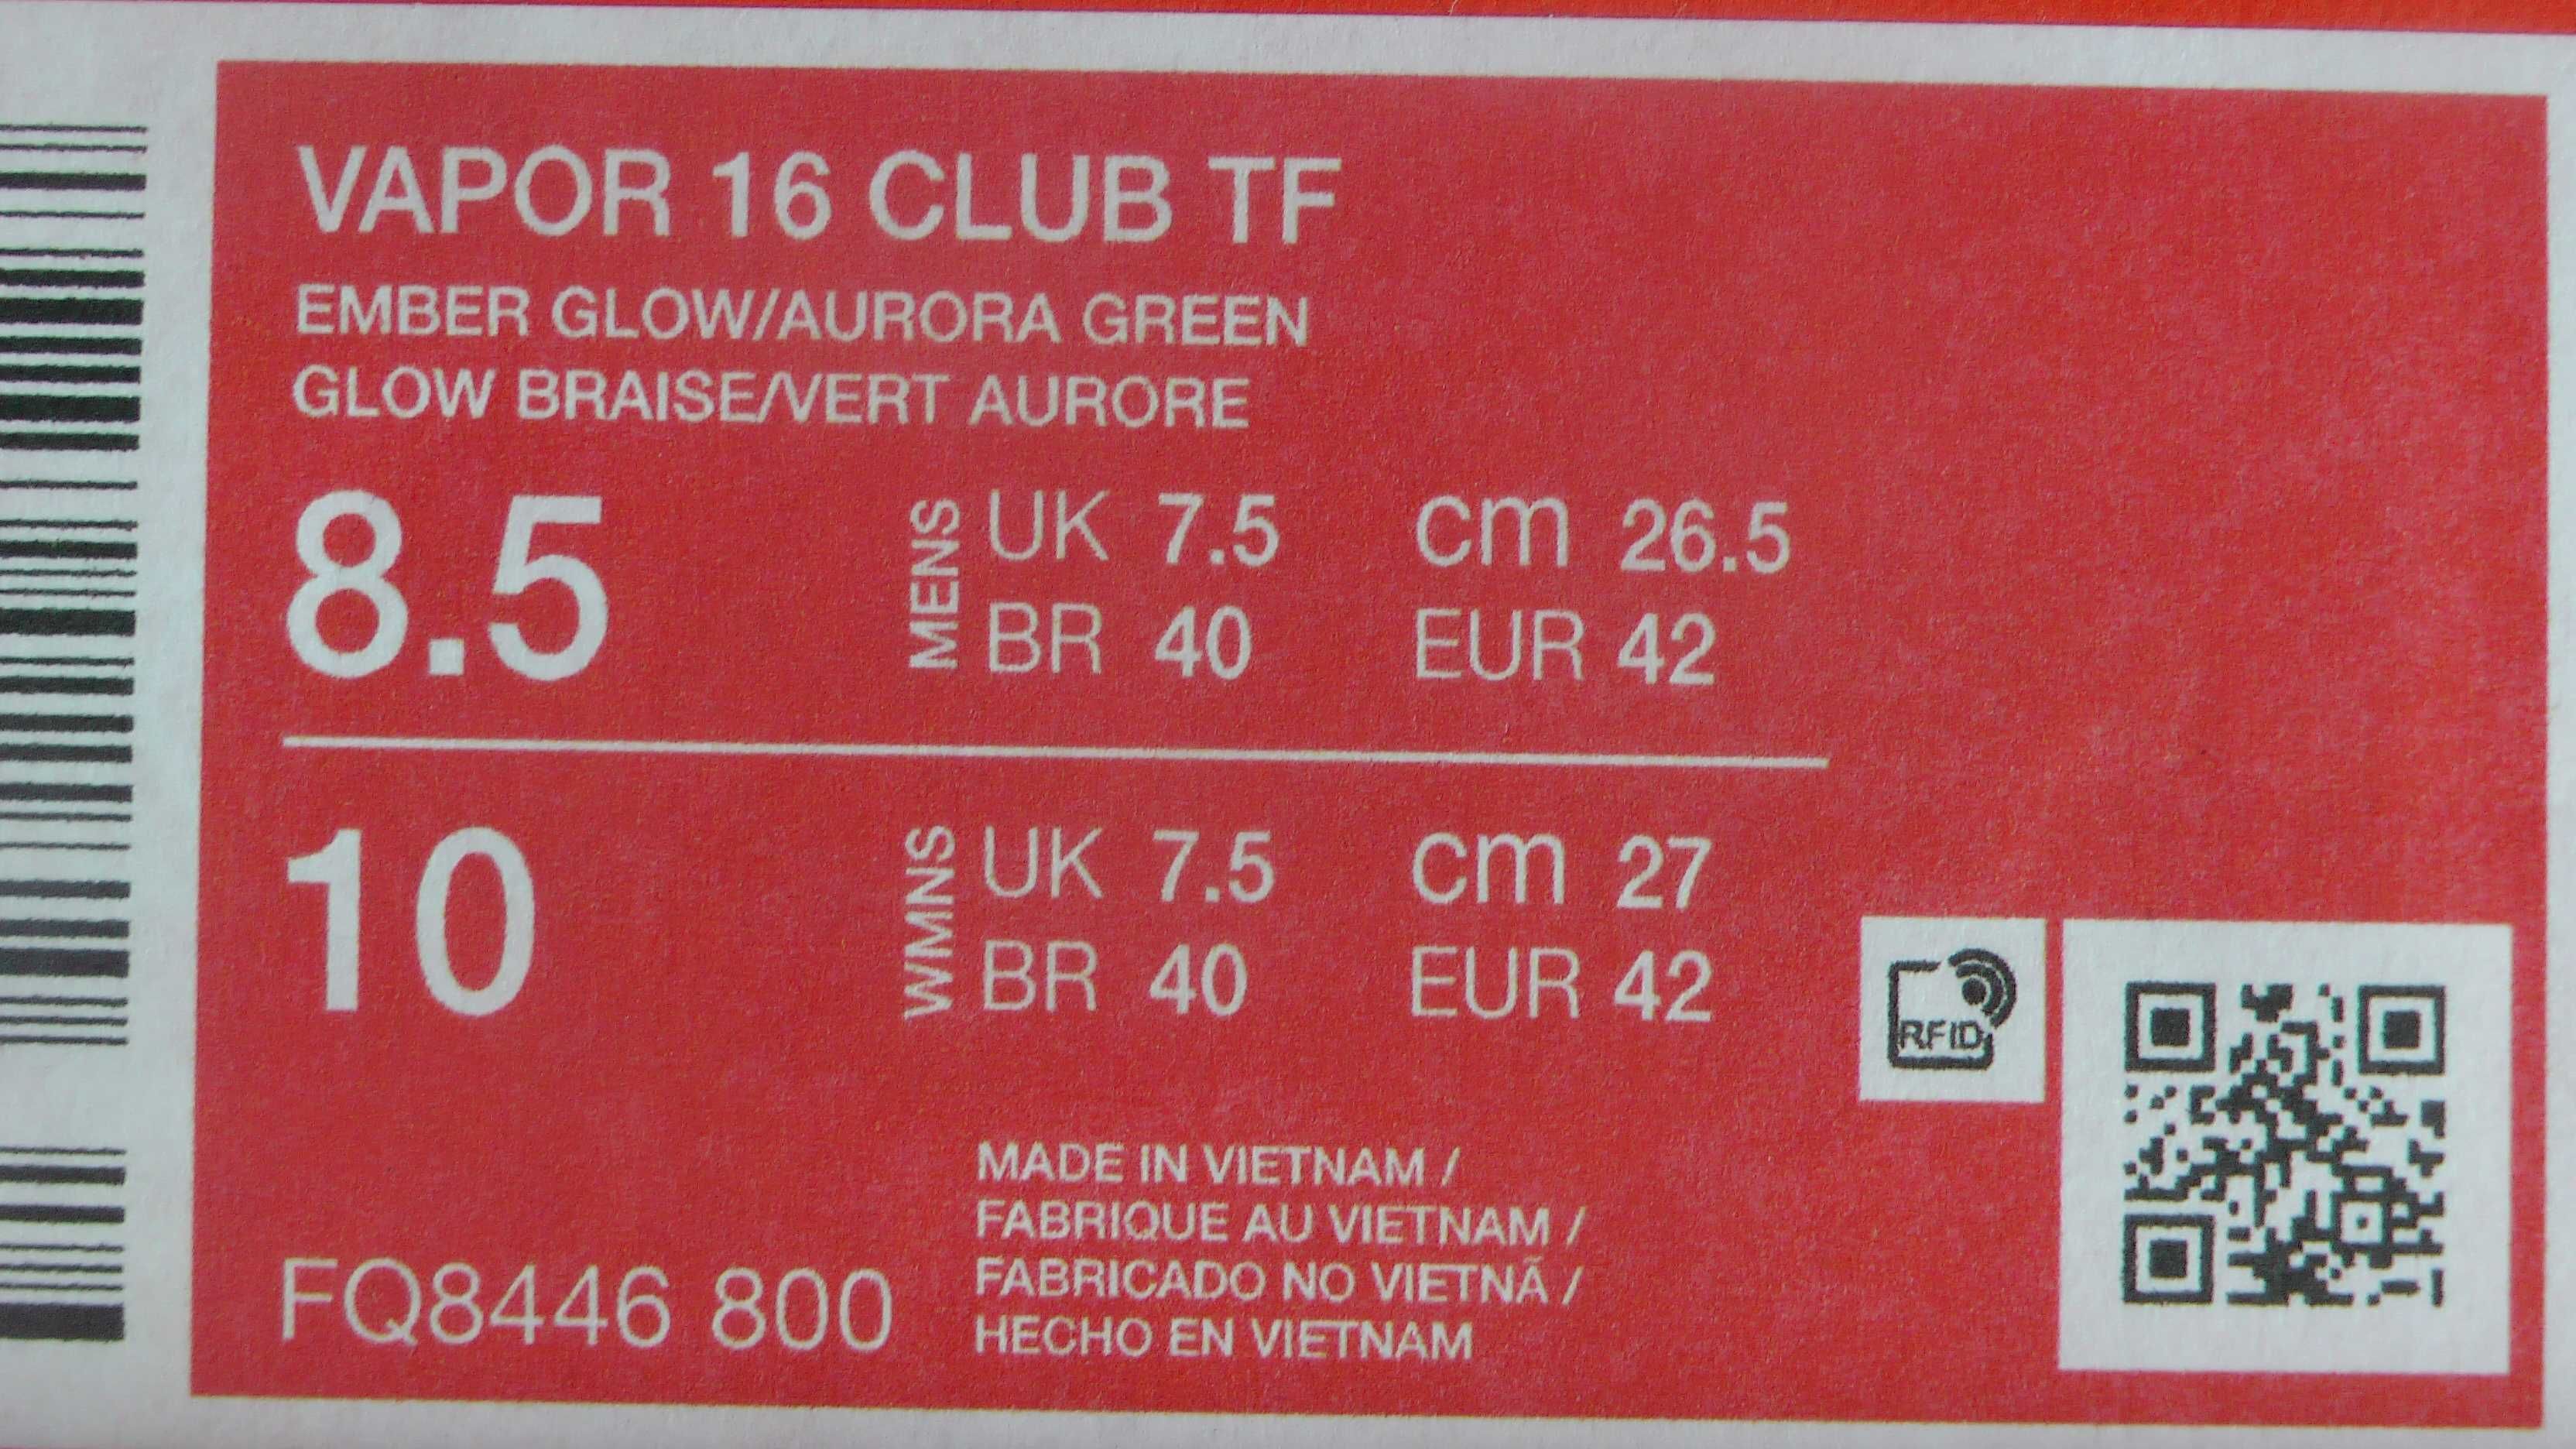 VAPOR 16 CLUB TF
EMBER GLOW/AURORA GREEN
GLOW BRAISE/VERT AURORE
8.5 MENS UK 7.5 cm 26.5
BR 40 EUR 42
10 WMNS UK 7.5 cm 27
BR 40 EUR 42
RFID
MADE IN VIETNAM /
FABRIQUE AU VIETNAM /
FABRICADO NO VIETNÃ /
HECHO EN VIETNAM
FQ8446 800